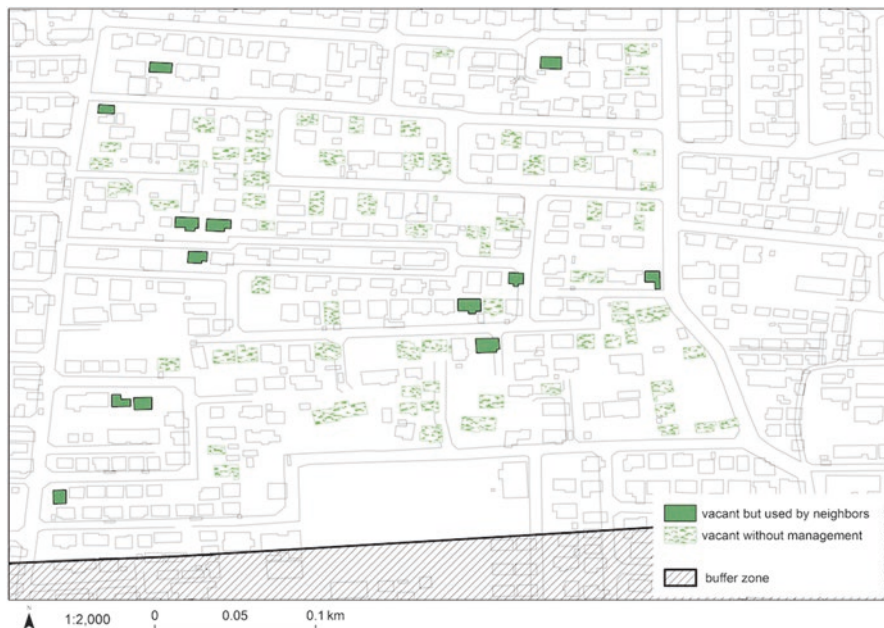 vacant but used by neighbors
vacant without management
buffer zone
N
1:2,000 0 0.05 0.1 km